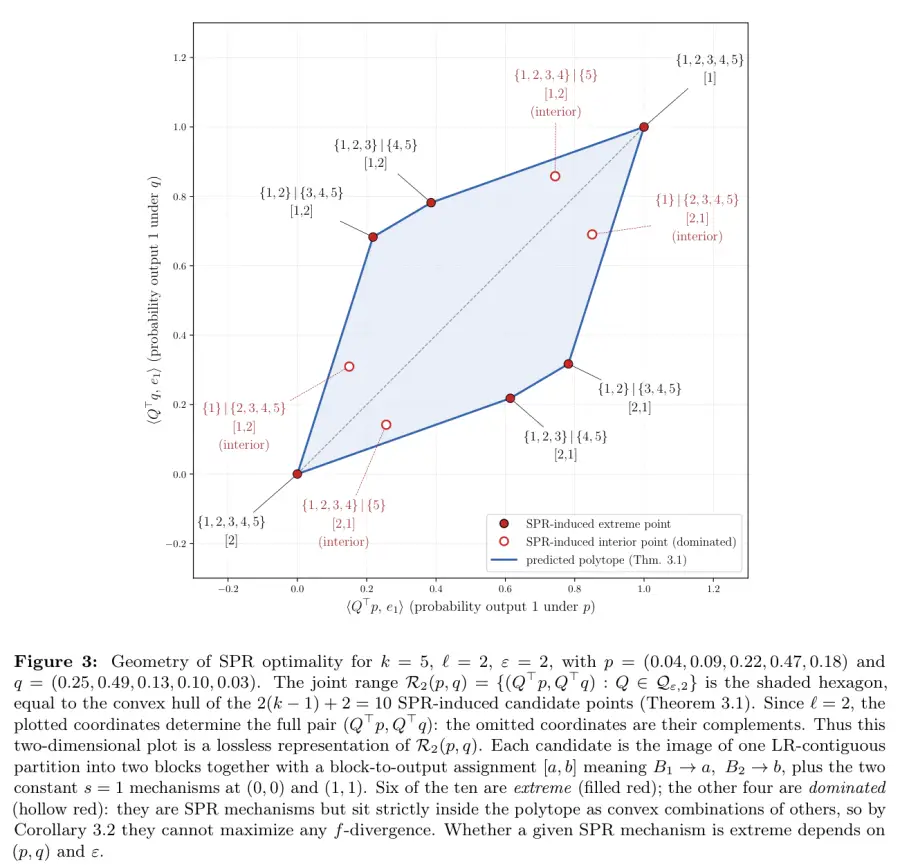 1.2
1.0
0.8
0.6
0.4
0.2
0.0
−0.2
⟨Q⊤q, e1⟩ (probability output 1 under q)
{1, 2, 3, 4, 5}
[1]
{1, 2, 3, 4} | {5}
[1,2]
(interior)
{1, 2, 3} | {4, 5}
[1,2]
{1, 2} | {3, 4, 5}
[1,2]
{1} | {2, 3, 4, 5}
[2,1]
(interior)
{1} | {2, 3, 4, 5}
[1,2]
(interior)
{1, 2} | {3, 4, 5}
[2,1]
{1, 2, 3} | {4, 5}
[2,1]
{1, 2, 3, 4} | {5}
[2,1]
(interior)
{1, 2, 3, 4, 5}
[2]
SPR-induced extreme point
SPR-induced interior point (dominated)
predicted polytope (Thm. 3.1)
−0.2 0.0 0.2 0.4 0.6 0.8 1.0 1.2
⟨Q⊤p, e1⟩ (probability output 1 under p)
Figure 3: Geometry of SPR optimality for k = 5, ℓ = 2, ε = 2, with p = (0.04, 0.09, 0.22, 0.47, 0.18) and
q = (0.25, 0.49, 0.13, 0.10, 0.03). The joint range R2(p, q) = {(Q⊤p, Q⊤q) : Q ∈ Qε,2} is the shaded hexagon,
equal to the convex hull of the 2(k − 1) + 2 = 10 SPR-induced candidate points (Theorem 3.1). Since ℓ = 2, the
plotted coordinates determine the full pair (Q⊤p, Q⊤q): the omitted coordinates are their complements. Thus this
two-dimensional plot is a lossless representation of R2(p, q). Each candidate is the image of one LR-contiguous
partition into two blocks together with a block-to-output assignment [a, b] meaning B1 → a, B2 → b, plus the two
constant s = 1 mechanisms at (0, 0) and (1, 1). Six of the ten are extreme (filled red); the other four are dominated
(hollow red): they are SPR mechanisms but sit strictly inside the polytope as convex combinations of others, so by
Corollary 3.2 they cannot maximize any f-divergence. Whether a given SPR mechanism is extreme depends on
(p, q) and ε.